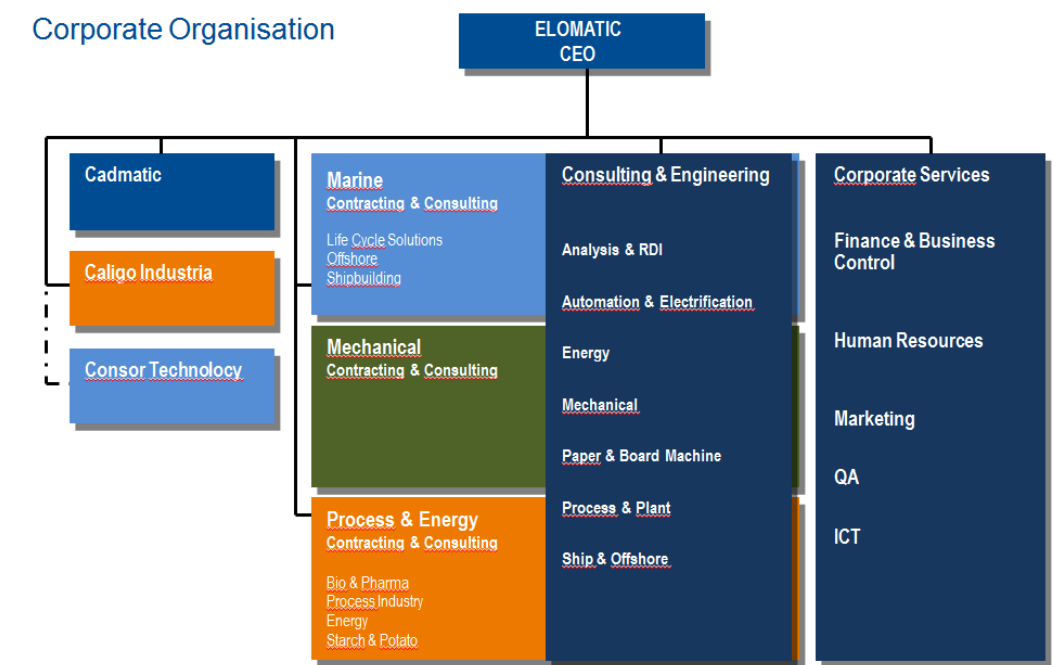 Corporate Organisation
ELOMATIC
CEO
Cadmatic
Caligo Industria
Consor Technolocy
Marine
Contracting & Consulting
Life Cycle Solutions
Offshore
Shipbuilding
Mechanical
Contracting & Consulting
Process & Energy
Contracting & Consulting
Bio & Pharma
Process Industry
Energy
Starch & Potato
Consulting & Engineering
Analysis & RDI
Automation & Electrification
Energy
Mechanical
Paper & Board Machine
Process & Plant
Ship & Offshore
Corporate Services
Finance & Business
Control
Human Resources
Marketing
QA
ICT